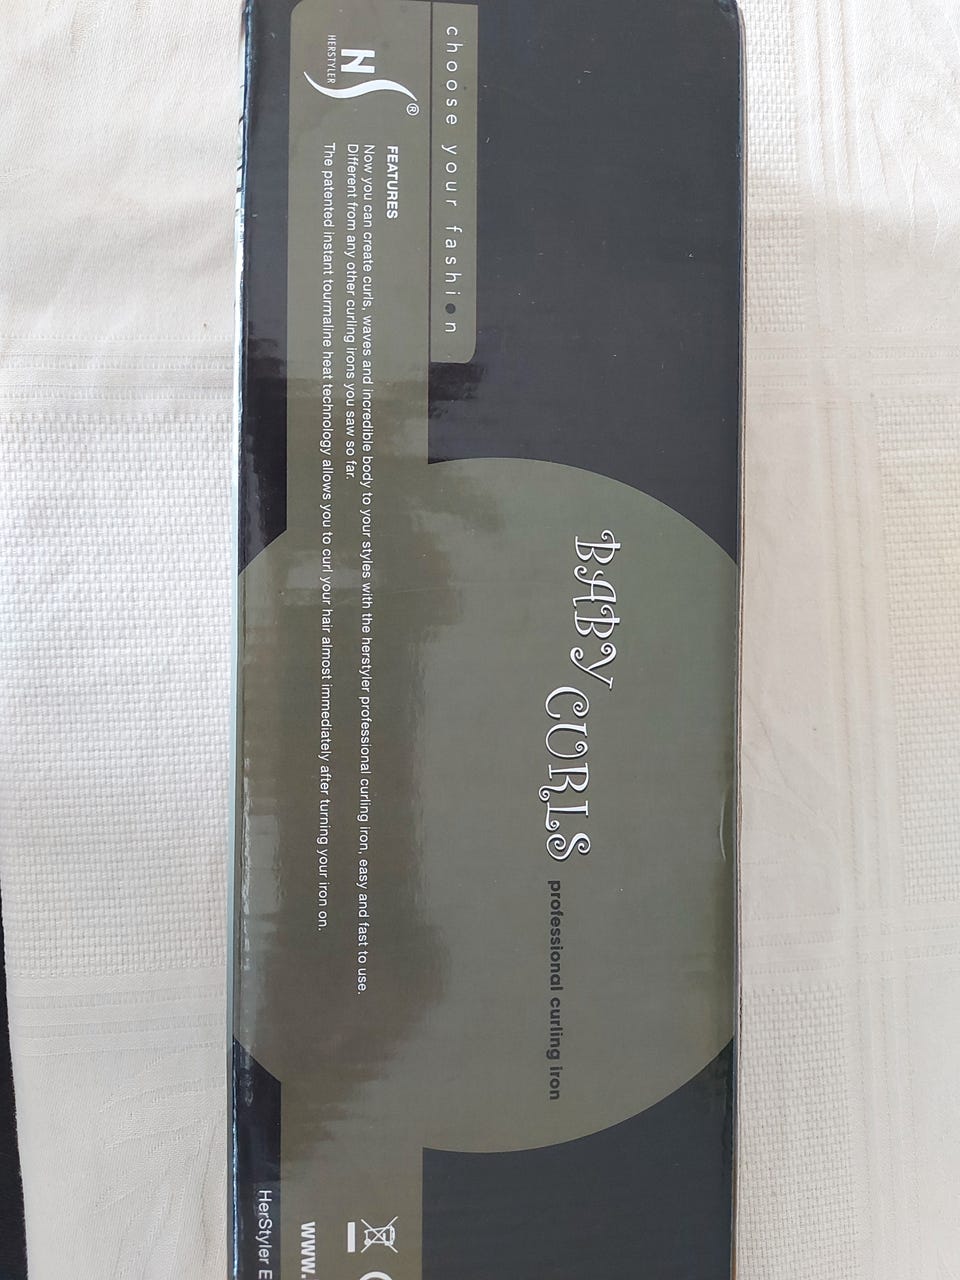 choose your fashion
HS®
HERSTYLER
BABY CURLS
professional curling iron
FEATURES
Now you can create curls, waves and incredible body to your styles with the herstyler professional curling iron, easy and fast to use.
Different from any other curling irons you saw so far.
The patented instant tourmaline heat technology allows you to curl your hair almost immediately after turning your iron on.
www.
HerStyler E